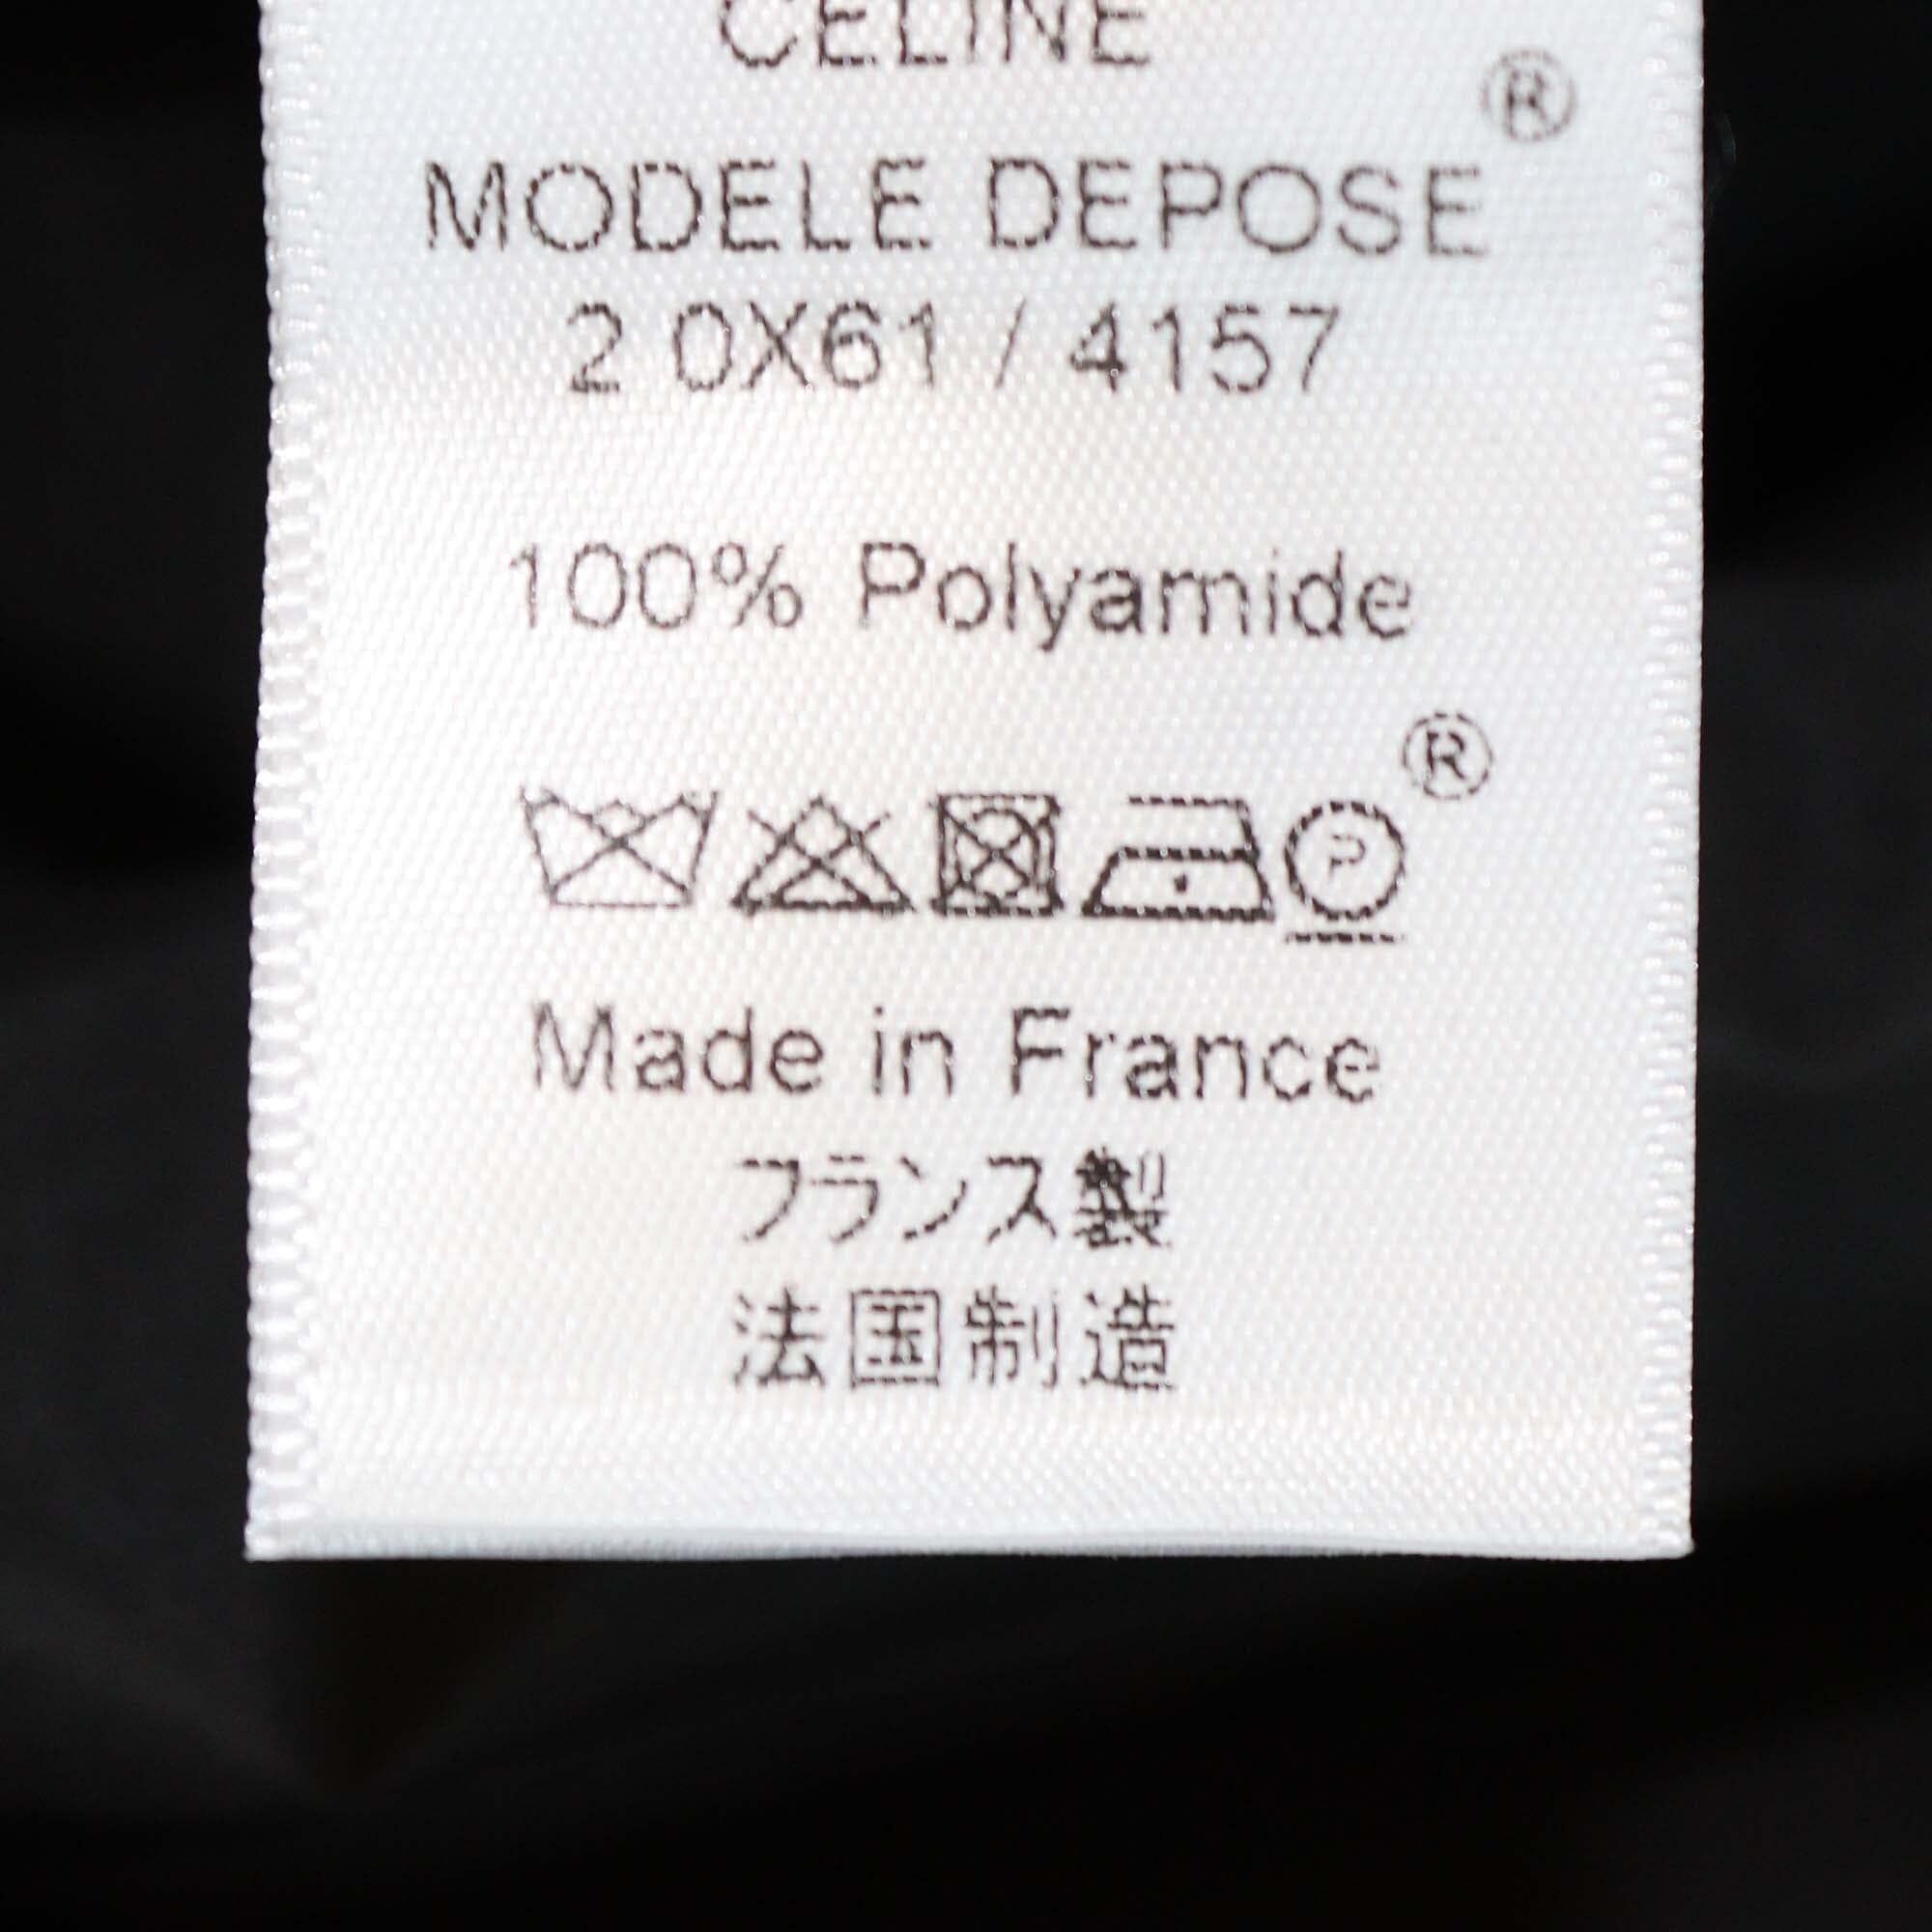 CELINE
MODELE DEPOSE ®
2 0X61 / 4157
100% Polyamide
P ®
Made in France
フランス製
法国制造